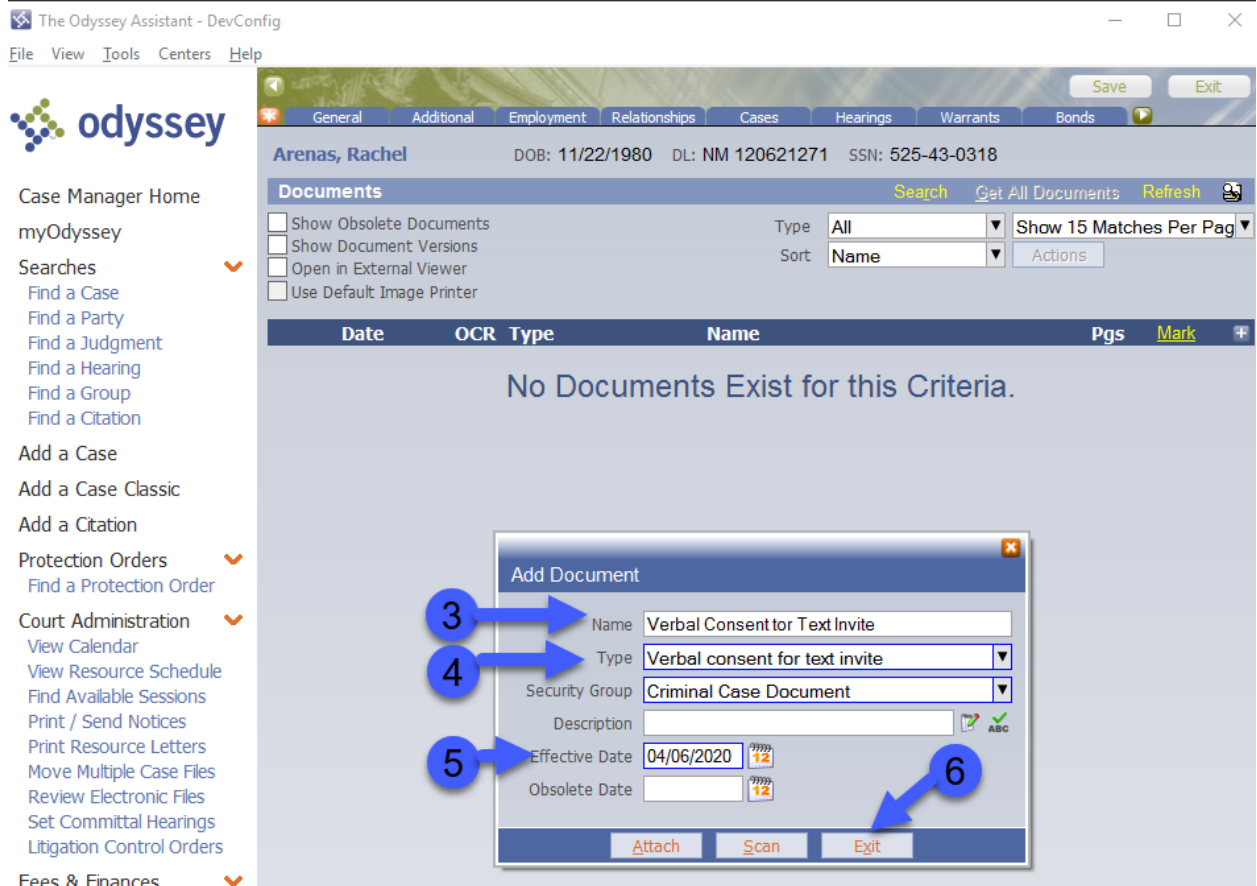 The Odyssey Assistant - DevConfig
File View Tools Centers Help
Save Exit
odyssey
General Additional Employment Relationships Cases Hearings Warrants Bonds
Arenas, Rachel DOB: 11/22/1980 DL: NM 120621271 SSN: 525-43-0318
Case Manager Home
myOdyssey
Searches
Find a Case
Find a Party
Find a Judgment
Find a Hearing
Find a Group
Find a Citation
Add a Case
Add a Case Classic
Add a Citation
Protection Orders
Find a Protection Order
Court Administration
View Calendar
View Resource Schedule
Find Available Sessions
Print / Send Notices
Print Resource Letters
Move Multiple Case Files
Review Electronic Files
Set Committal Hearings
Litigation Control Orders
Fees & Finances
Documents Search Get All Documents Refresh
Show Obsolete Documents
Show Document Versions
Open in External Viewer
Use Default Image Printer
Type All Show 15 Matches Per Pag
Sort Name Actions
Date OCR Type Name Pgs Mark
No Documents Exist for this Criteria.
Add Document
3 Name Verbal Consent tor Text Invite
4 Type Verbal consent for text invite
Security Group Criminal Case Document
Description ABC
5 Effective Date 04/06/2020 12
Obsolete Date 12
6
Attach Scan Exit